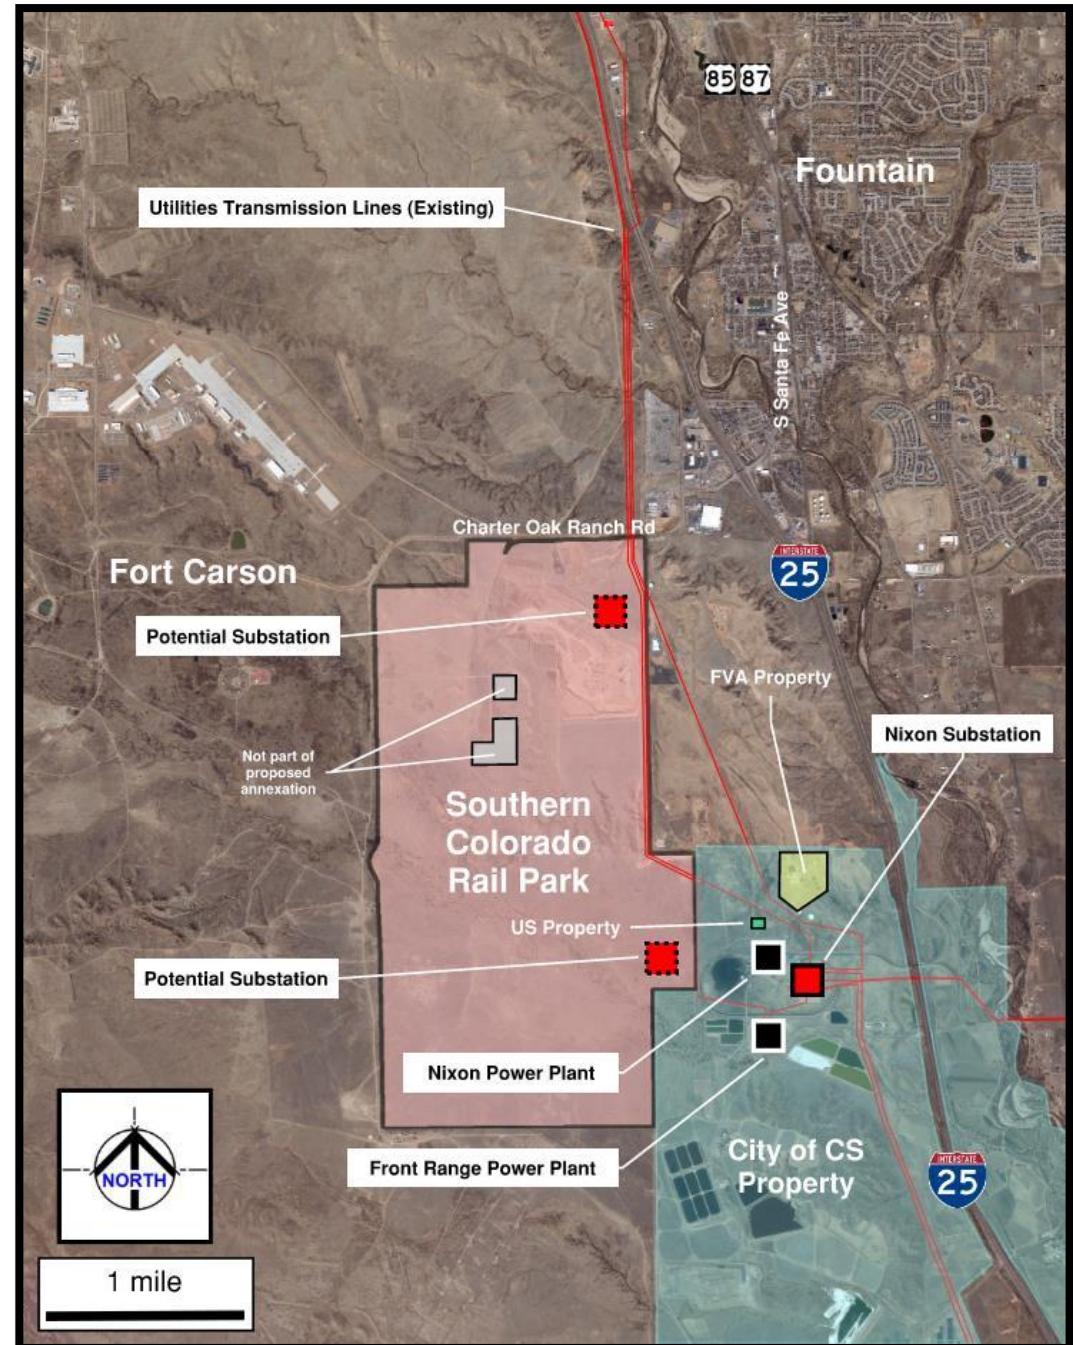 85 87
Fountain
Utilities Transmission Lines (Existing)
S Santa Fe Ave
Charter Oak Ranch Rd
INTERSTATE
25
Fort Carson
Potential Substation
FVA Property
Nixon Substation
Not part of
proposed
annexation
Southern
Colorado
Rail Park
US Property
Potential Substation
Nixon Power Plant
Front Range Power Plant
City of CS
Property
INTERSTATE
25
NORTH
1 mile